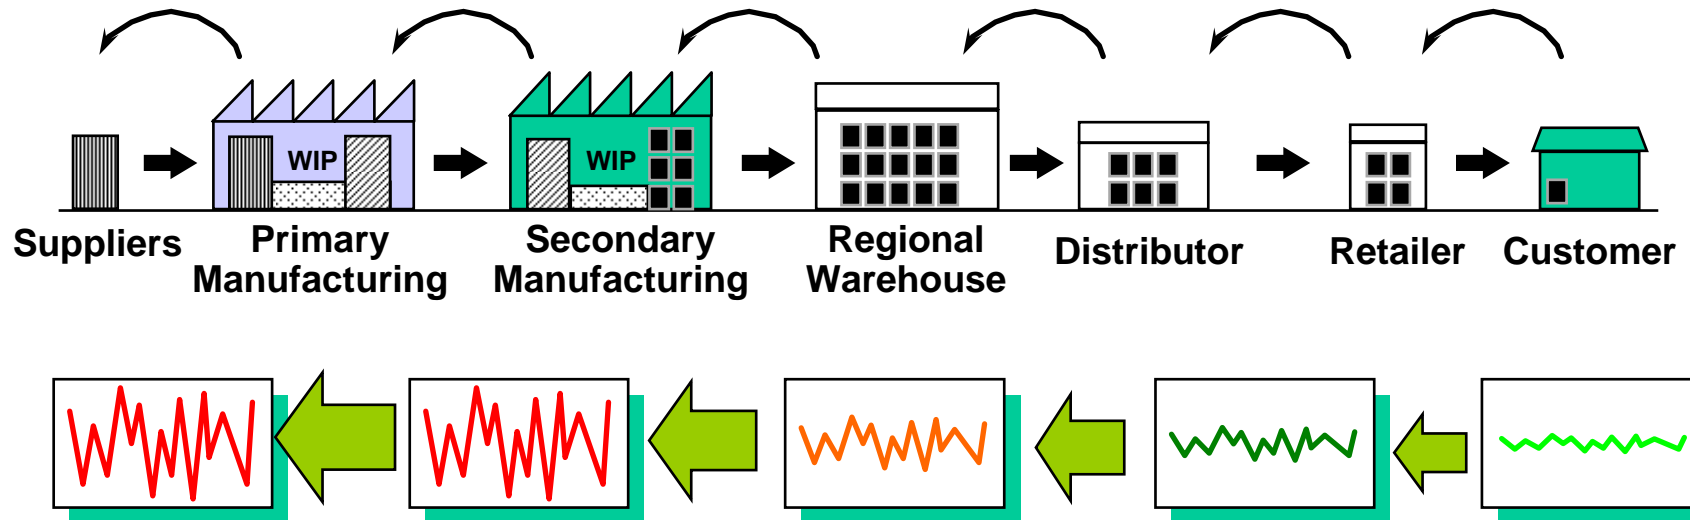 WIP
WIP
Suppliers
Primary
Manufacturing
Secondary
Manufacturing
Regional
Warehouse
Distributor
Retailer
Customer